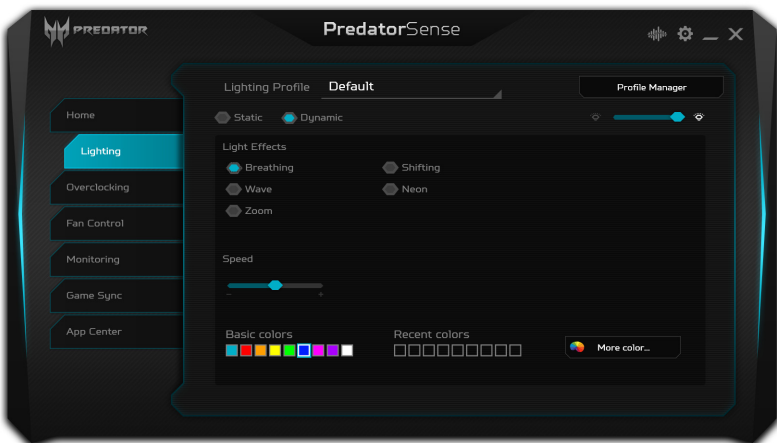 PREDATOR
PredatorSense
Lighting Profile Default
Profile Manager
Home
Lighting
Overclocking
Fan Control
Monitoring
Game Sync
App Center
Static Dynamic
Light Effects
Breathing Shifting
Wave Neon
Zoom
Speed
- +
Basic colors Recent colors
More color...